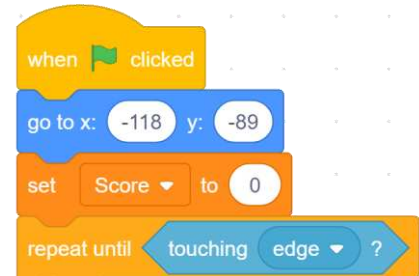 when clicked
go to x: -118 y: -89
set Score to 0
repeat until touching edge ?